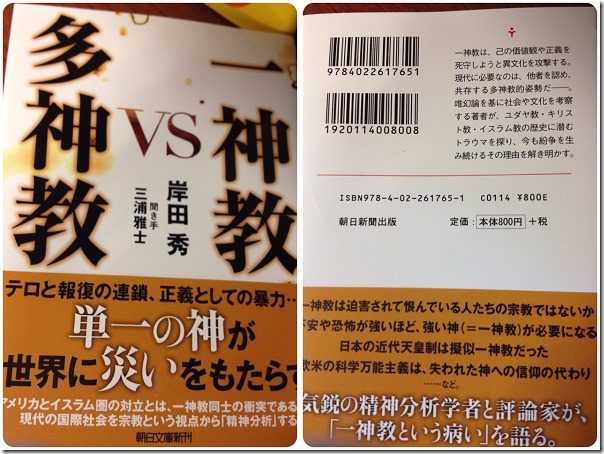 一神教
VS
多神教
岸田 秀
聞き手
三浦雅士
テロと報復の連鎖、正義としての暴力…
単一の神が
世界に災いをもたらす
アメリカとイスラム圏の対立とは、一神教同士の衝突である
現代の国際社会を宗教という視点から「精神分析」する
朝日文庫新刊
9784022617651
1920114008008
一神教は、己の価値観や正義を
死守しようと異文化を攻撃する。
現代に必要なのは、他者を認め、
共存する多神教的姿勢だ――。
唯幻論を基に社会や文化を考察
する著者が、ユダヤ教・キリス
ト教・イスラム教の歴史に潜む
トラウマを探り、今も紛争を生
み続けるその理由を解き明かす。
ISBN978-4-02-261765-1 C0114 ¥800E
朝日新聞出版 定価：本体800円 +税
一神教は迫害されて恨んでいる人たちの宗教ではないか
不安や恐怖が強いほど、強い神（＝一神教）が必要になる
日本の近代天皇制は擬似一神教だった
欧米の科学万能主義は、失われた神への信仰の代わり
……など。
気鋭の精神分析学者と評論家が、
「一神教という病い」を語る。